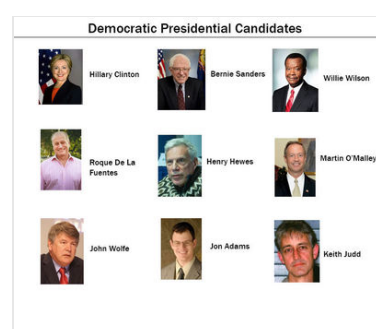 Democratic Presidential Candidates
Hillary Clinton
Bernie Sanders
Willie Wilson
Roque De La
Fuentes
Henry Hewes
Martin O'Malley
John Wolfe
Jon Adams
Keith Judd